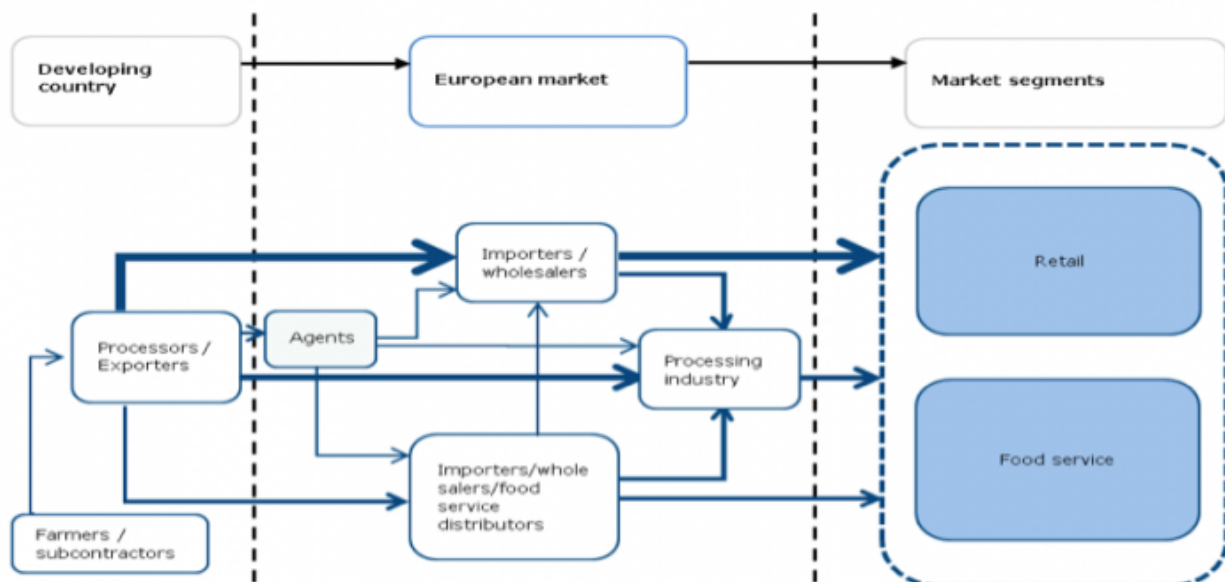 Developing
country
European market
Market segments
Importers /
wholesalers
Retail
Agents
Processors /
Exporters
Processing
industry
Importers/whole
salers/food
service
distributors
Food service
Farmers /
subcontractors